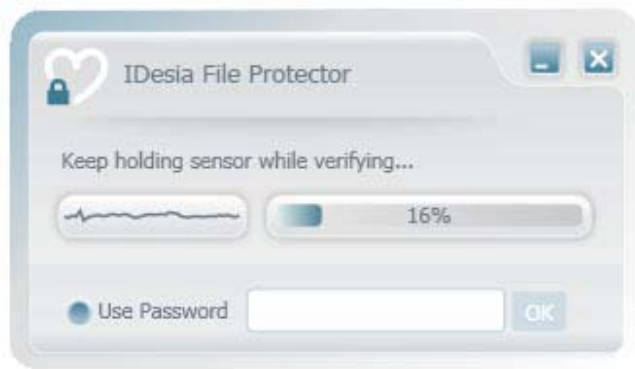 IDesia File Protector
Keep holding sensor while verifying...
16%
Use Password
OK